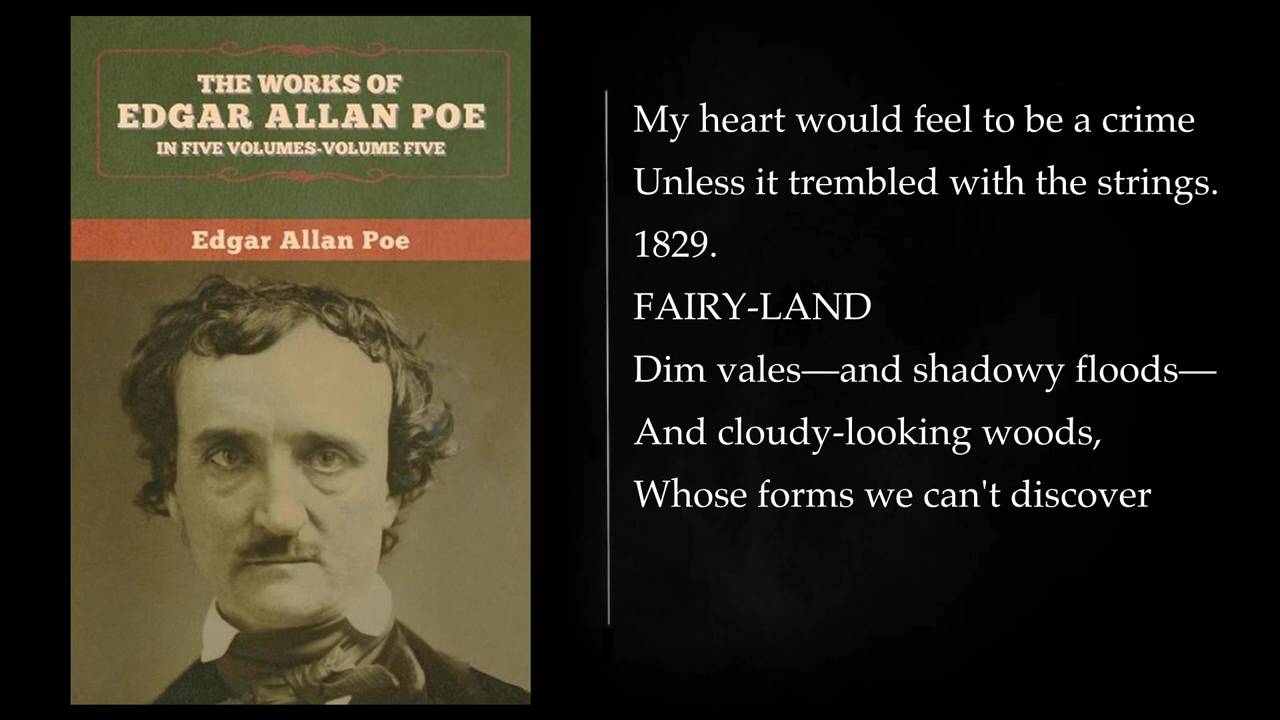 THE WORKS OF
EDGAR ALLAN POE
IN FIVE VOLUMES-VOLUME FIVE
Edgar Allan Poe
My heart would feel to be a crime
Unless it trembled with the strings.
1829.
FAIRY-LAND
Dim vales—and shadowy floods—
And cloudy-looking woods,
Whose forms we can't discover